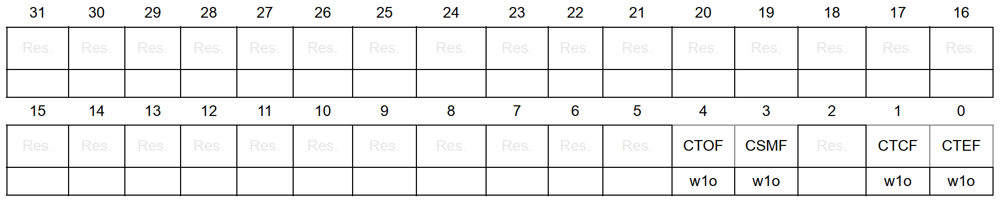 31 30 29 28 27 26 25 24 23 22 21 20 19 18 17 16
Res. Res. Res. Res. Res. Res. Res. Res. Res. Res. Res. Res. Res. Res. Res. Res.
15 14 13 12 11 10 9 8 7 6 5 4 3 2 1 0
Res. Res. Res. Res. Res. Res. Res. Res. Res. Res. Res. CTOF CSMF Res. CTCF CTEF
w1o w1o w1o w1o